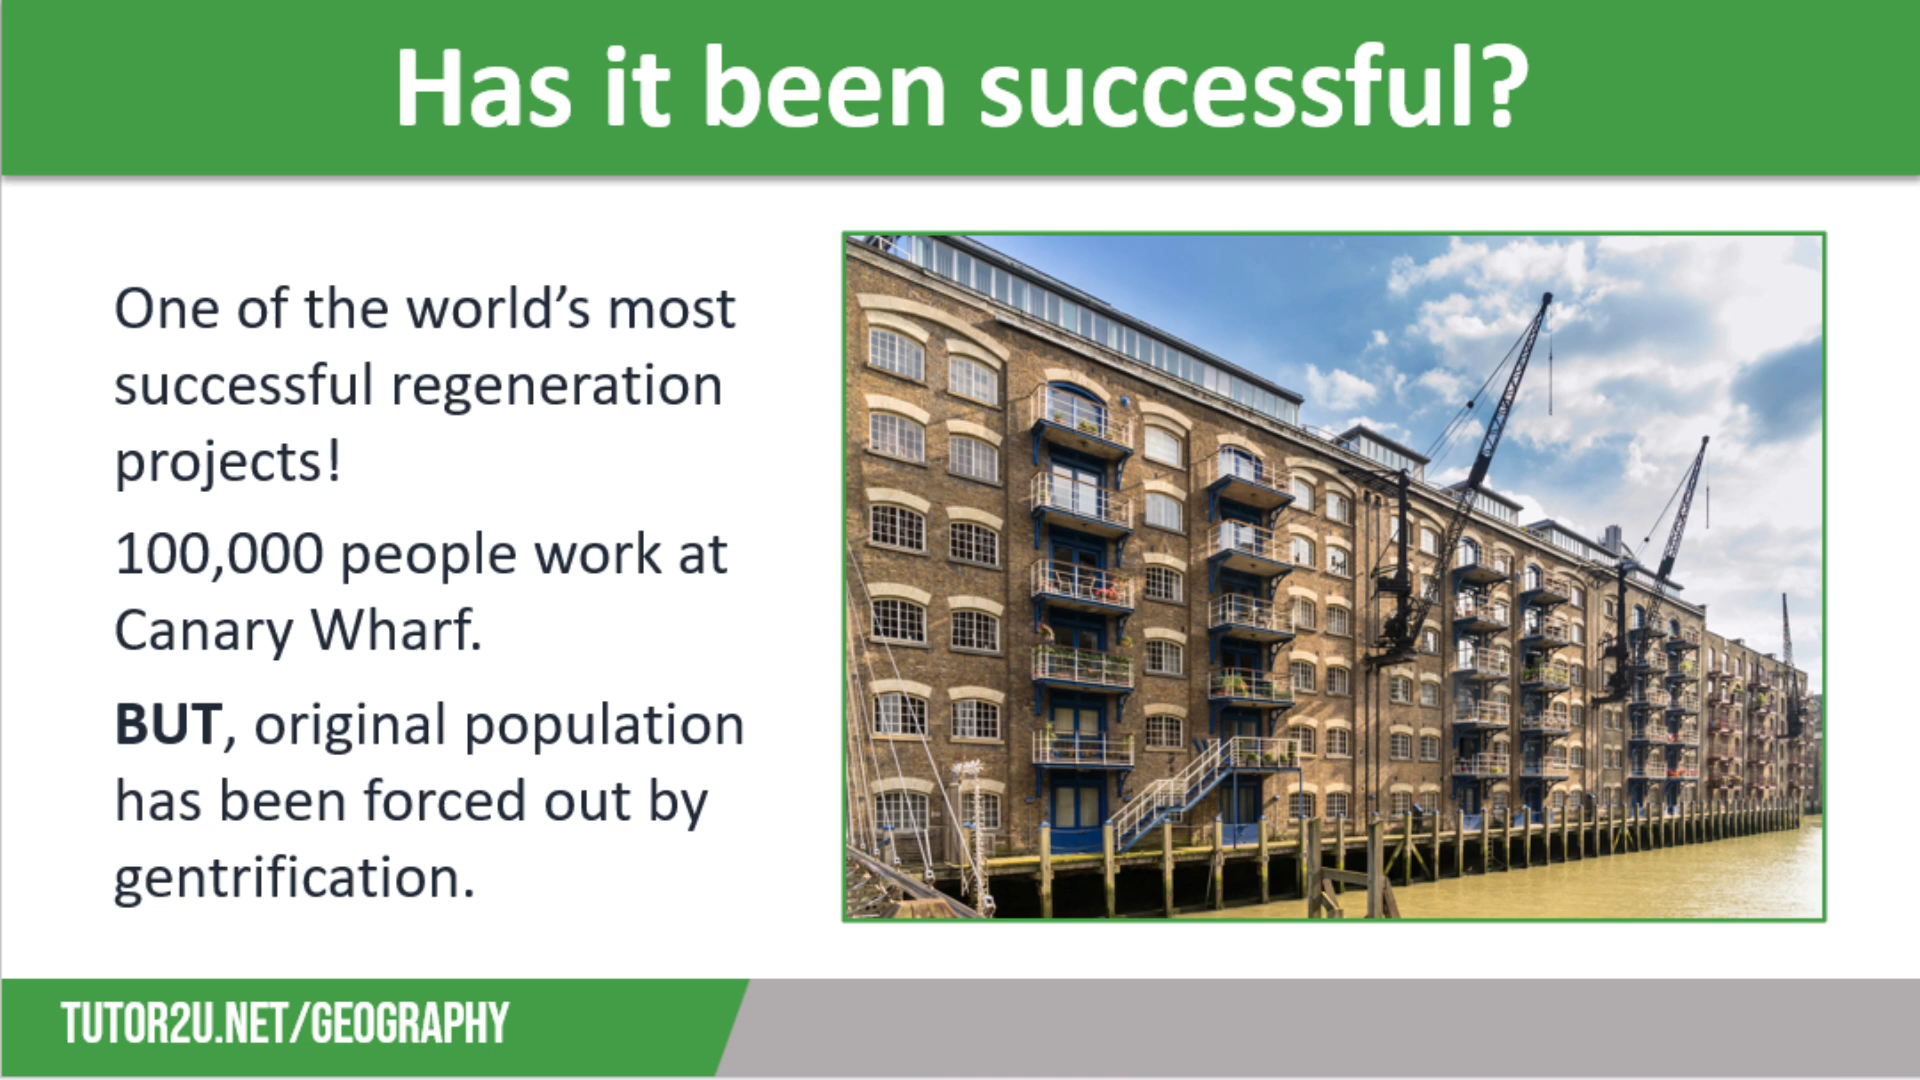 Has it been successful?
One of the world’s most
successful regeneration
projects!
100,000 people work at
Canary Wharf.
BUT, original population
has been forced out by
gentrification.
TUTOR2U.NET/GEOGRAPHY